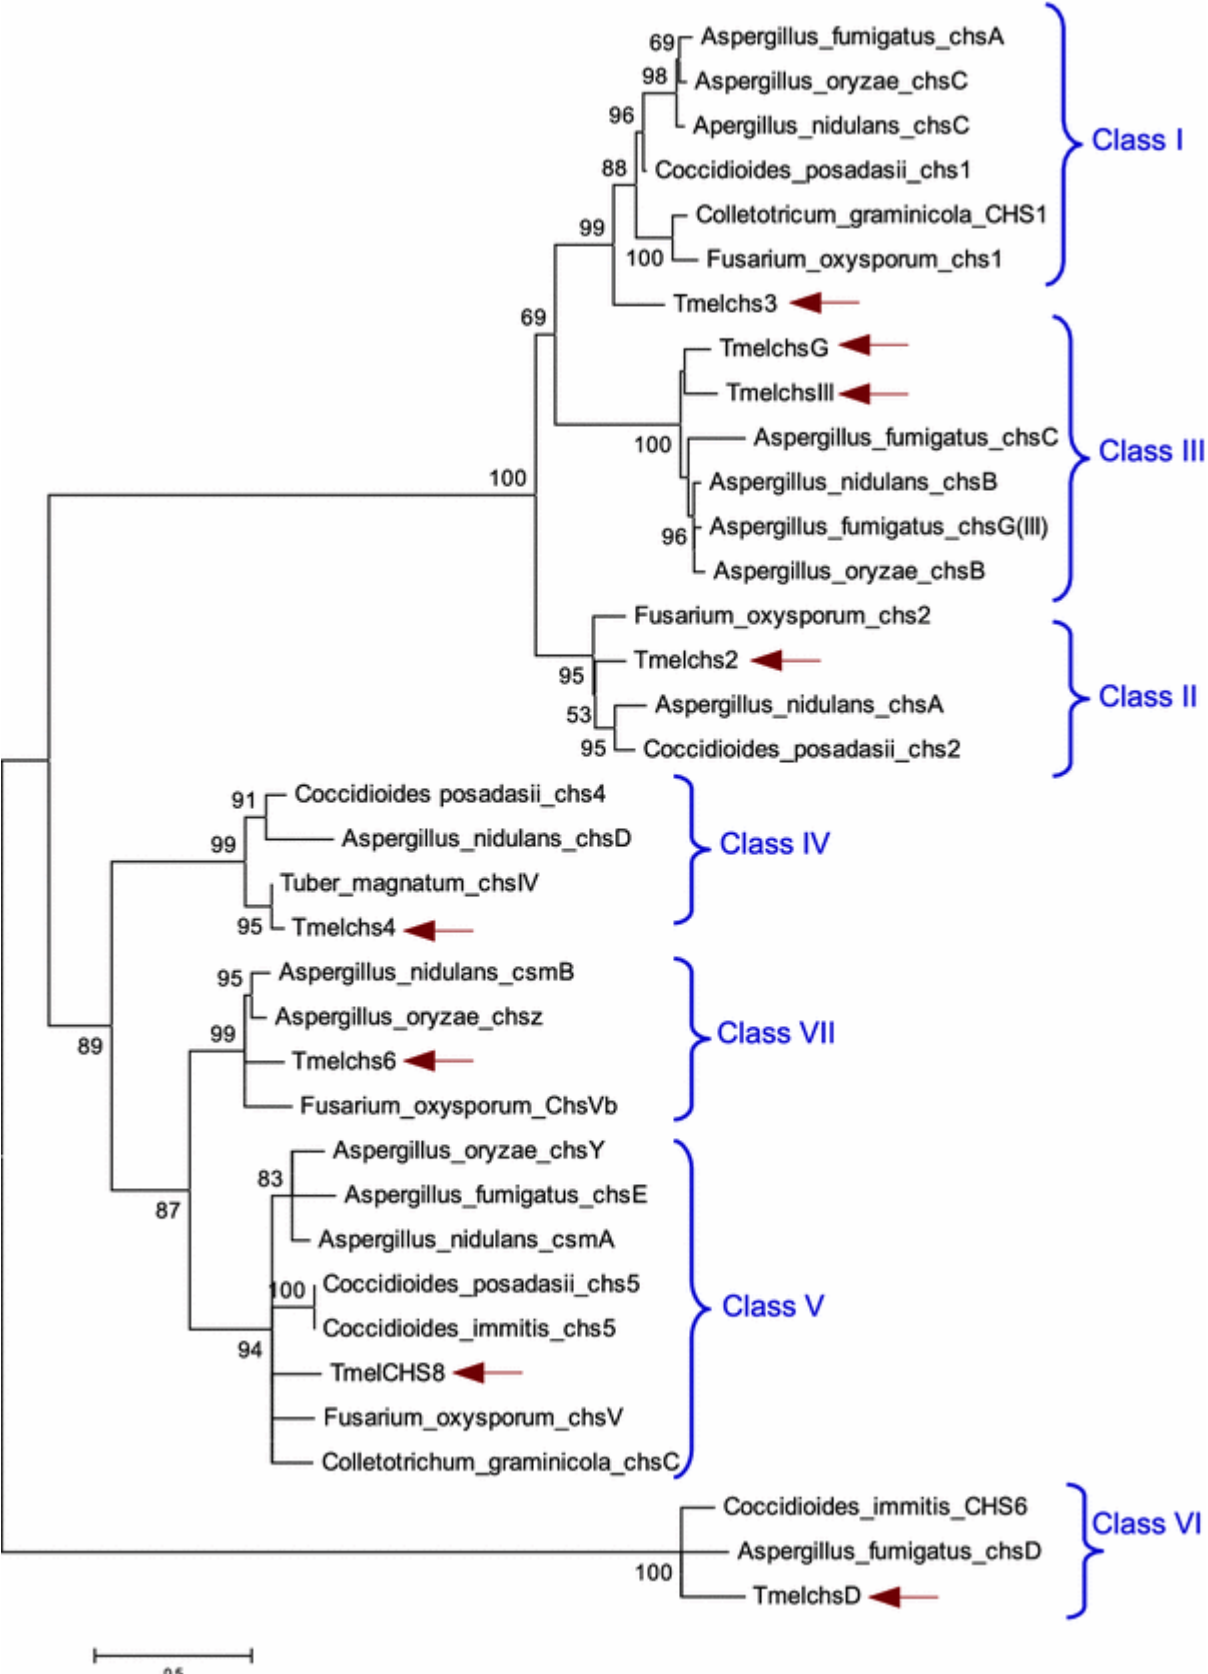 69
Aspergillus_fumigatus_chsA
98
Aspergillus_oryzae_chsC
96
Apergillus_nidulans_chsC
Class I
88
Coccidioides_posadasii_chs1
Colletotricum_graminicola_CHS1
99
100
Fusarium_oxysporum_chs1
Tmelchs3
69
TmelchsG
TmelchsIII
100
Aspergillus_fumigatus_chsC
Class III
100
Aspergillus_nidulans_chsB
Aspergillus_fumigatus_chsG(III)
96
Aspergillus_oryzae_chsB
Fusarium_oxysporum_chs2
Tmelchs2
95
Class II
Aspergillus_nidulans_chsA
53
95
Coccidioides_posadasii_chs2
91
Coccidioides posadasii_chs4
99
Aspergillus_nidulans_chsD
Class IV
Tuber_magnatum_chsIV
95
Tmelchs4
95
Aspergillus_nidulans_csmB
Aspergillus_oryzae_chsz
99
Class VII
89
Tmelchs6
Fusarium_oxysporum_ChsVb
Aspergillus_oryzae_chsY
83
Aspergillus_fumigatus_chsE
87
Aspergillus_nidulans_csmA
100
Coccidioides_posadasii_chs5
Class V
Coccidioides_immitis_chs5
94
TmelCHS8
Fusarium_oxysporum_chsV
Colletotrichum_graminicola_chsC
Coccidioides_immitis_CHS6
Class VI
Aspergillus_fumigatus_chsD
100
TmelchsD
0.5